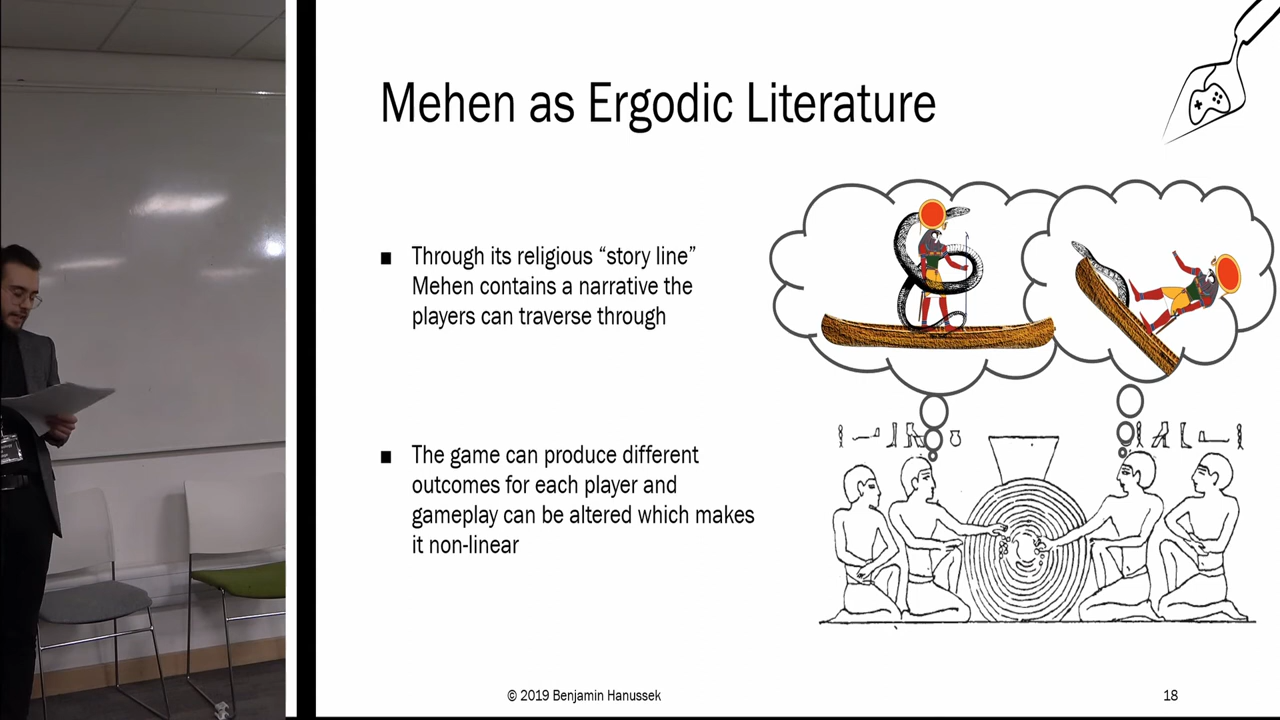 Mehen as Ergodic Literature
Through its religious “story line”
Mehen contains a narrative the
players can traverse through
The game can produce different
outcomes for each player and
gameplay can be altered which makes
it non-linear
© 2019 Benjamin Hanussek
18